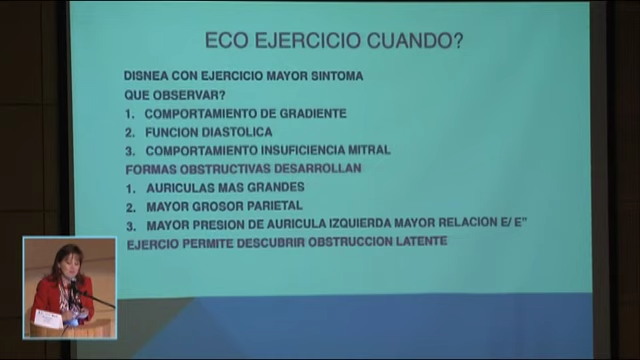 ECO EJERCICIO CUANDO?
DISNEA CON EJERCICIO MAYOR SINTOMA
QUE OBSERVAR?
1. COMPORTAMIENTO DE GRADIENTE
2. FUNCION DIASTOLICA
3. COMPORTAMIENTO INSUFICIENCIA MITRAL
FORMAS OBSTRUCTIVAS DESARROLLAN
1. AURICULAS MAS GRANDES
2. MAYOR GROSOR PARIETAL
3. MAYOR PRESION DE AURICULA IZQUIERDA MAYOR RELACION E/ E"
EJERCIO PERMITE DESCUBRIR OBSTRUCCION LATENTE